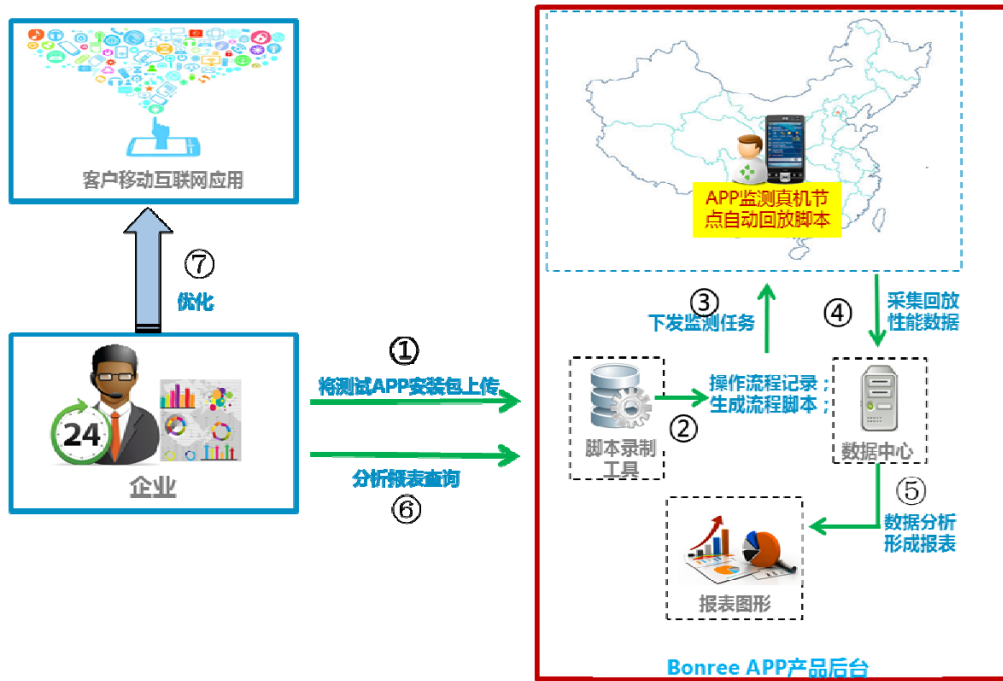 客户移动互联网应用
⑦
优化
24
企业
①
将测试APP安装包上传
分析报表查询
⑥
APP监测真机节
点自动回放脚本
③
下发监测任务
④
采集回放
性能数据
脚本录制
工具
②
操作流程记录；
生成流程脚本；
数据中心
⑤
数据分析
形成报表
报表图形
Bonree APP产品后台